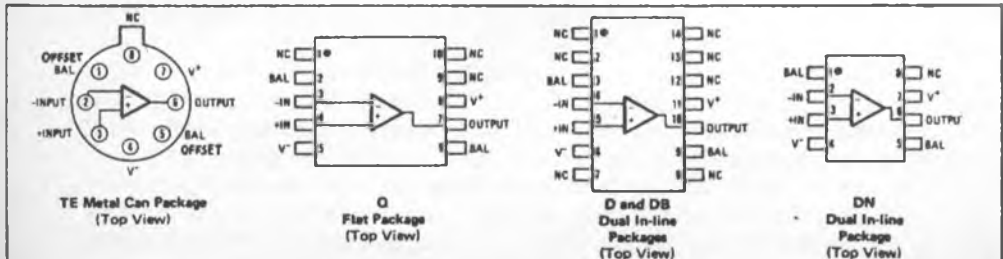 NC
8
OFFSET
BAL
1
7
V+
-INPUT
2
6
OUTPUT
+INPUT
3
5
BAL
OFFSET
4
V-
TE Metal Can Package
(Top View)
NC 1 10 NC
BAL 2 9 NC
-IN 3 8 V+
+IN 4 7 OUTPUT
V- 5 BAL
Q
Flat Package
(Top View)
NC 1 14 NC
NC 2 13 NC
BAL 3 12 NC
-IN 4 11 V+
+IN 5 10 OUTPUT
V- 6 9 BAL
NC 7 8 NC
D and DB
Dual In-line
Packages
(Top View)
BAL 1 8 NC
-IN 2 7 V+
+IN 3 6 OUTPU
V- 4 5 BAL
DN
Dual In-line
Package
(Top View)